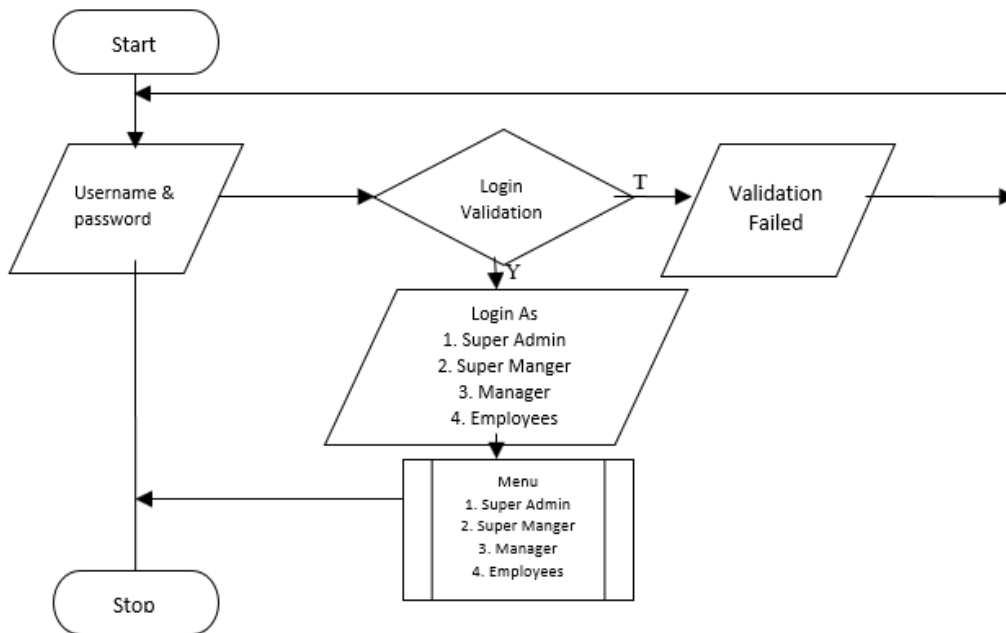 Start
Username &
password
Login
Validation
T
Validation
Failed
Y
Login As
1. Super Admin
2. Super Manger
3. Manager
4. Employees
Menu
1. Super Admin
2. Super Manger
3. Manager
4. Employees
Stop